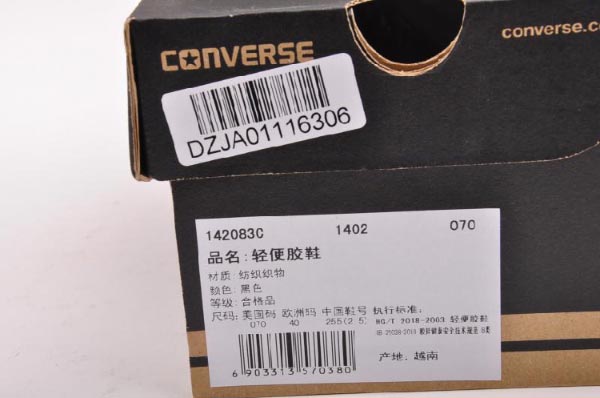 CONVERSE
converse.c
DZJA01116306
142083C 1402 070
品名: 轻便胶鞋
材质: 纺织织物
颜色: 黑色
等级: 合格品
尺码: 美国码 欧洲码 中国鞋号 执行标准:
070 40 255(2.5) HG/T 2018-2003 轻便胶鞋
产地: 越南
6 903313 570380